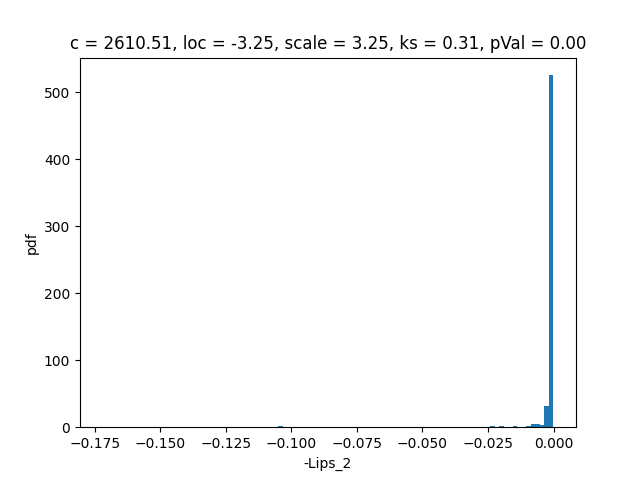 c = 2610.51, loc = -3.25, scale = 3.25, ks = 0.31, pVal = 0.00
500
400
300
200
100
0
pdf
−0.175 −0.150 −0.125 −0.100 −0.075 −0.050 −0.025 0.000
-Lips_2